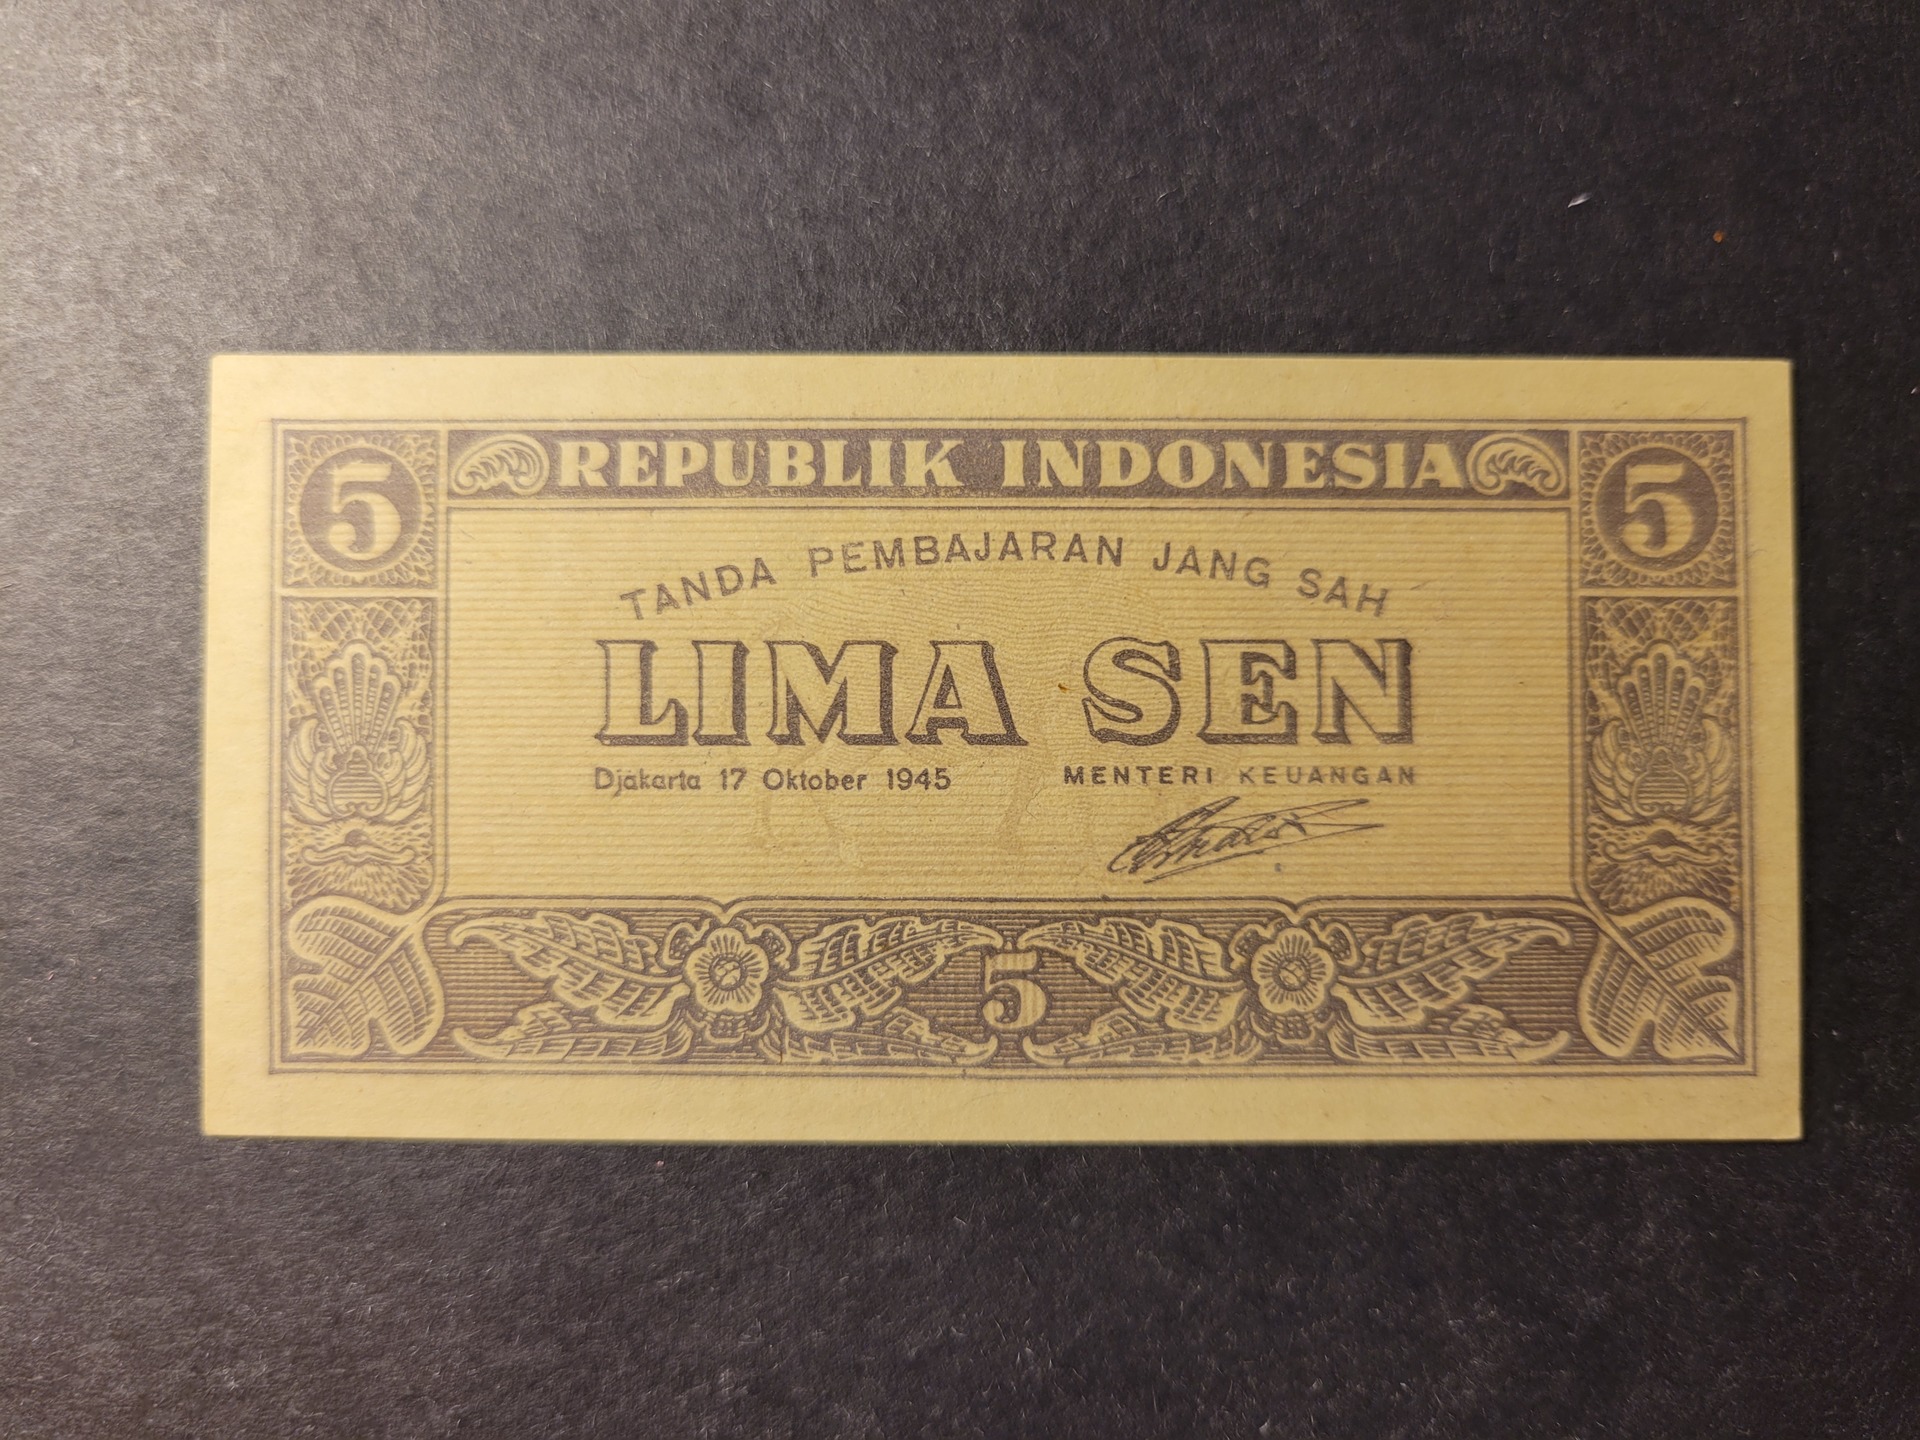 5 REPUBLIK INDONESIA 5
TANDA PEMBAJARAN JANG SAH
LIMA SEN
Djakarta 17 Oktober 1945 MENTERI KEUANGAN
5